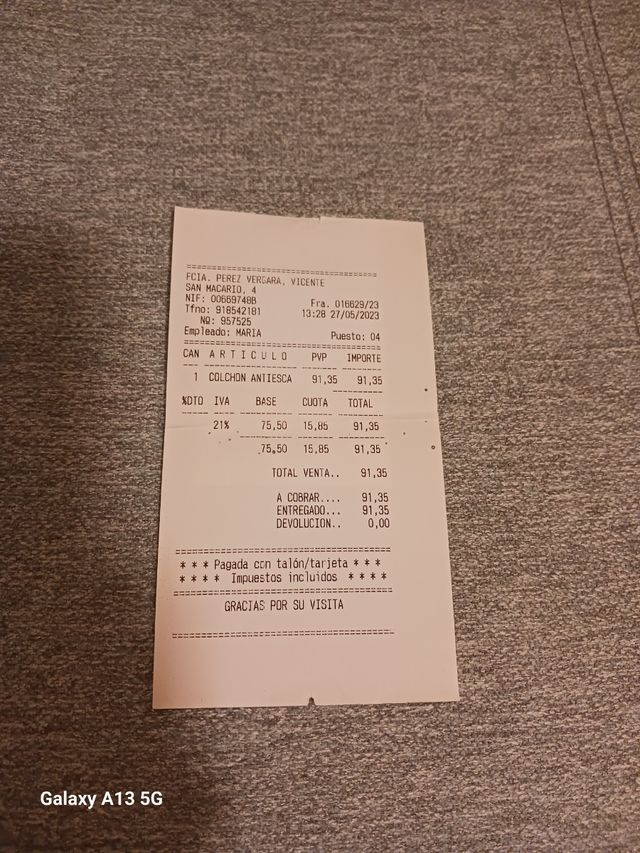 ================================
FCIA. PEREZ VERGARA, VICENTE
SAN MACARIO, 4
NIF: 00669748B Fra. 016629/23
Tfno: 918542181 13:28 27/05/2023
NQ: 957525
Empleado: MARIA Puesto: 04
================================
CAN A R T I C U L O PVP IMPORTE
1 COLCHON ANTIESCA 91,35 91,35
%DTO IVA BASE CUOTA TOTAL
21% 75,50 15,85 91,35
75,50 15,85 91,35
TOTAL VENTA.. 91,35
A COBRAR.... 91,35
ENTREGADO... 91,35
DEVOLUCION.. 0,00
================================
* * * Pagada con talón/tarjeta * * *
* * * * Impuestos incluidos * * * *
================================
GRACIAS POR SU VISITA
================================
Galaxy A13 5G